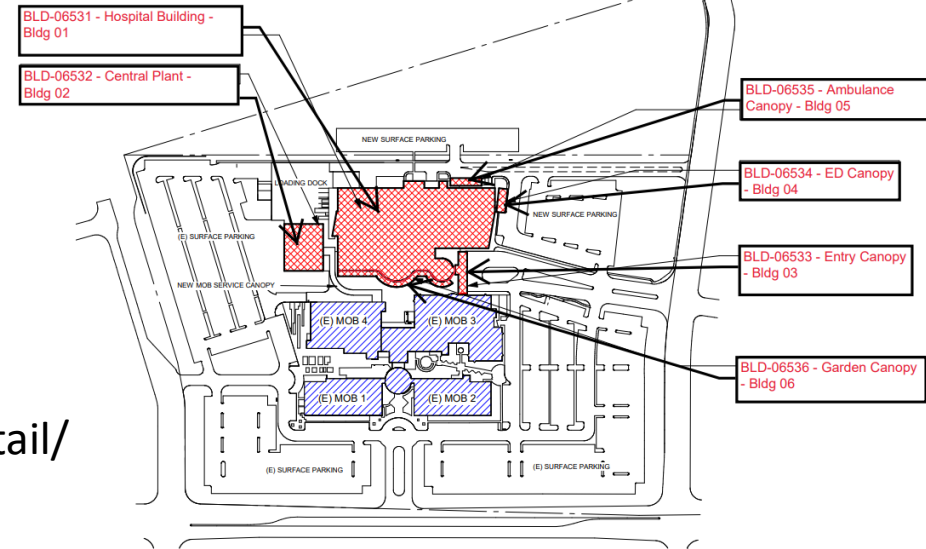 BLD-06531 - Hospital Building -
Bldg 01
BLD-06532 - Central Plant -
Bldg 02
BLD-06535 - Ambulance
Canopy - Bldg 05
NEW SURFACE PARKING
BLD-06534 - ED Canopy
- Bldg 04
LOADING DOCK
NEW SURFACE PARKING
(E) SURFACE PARKING
BLD-06533 - Entry Canopy
- Bldg 03
NEW MOB SERVICE CANOPY
(E) MOB 4
(E) MOB 3
BLD-06536 - Garden Canopy
- Bldg 06
(E) MOB 1
(E) MOB 2
tail/
(E) SURFACE PARKING
(E) SURFACE PARKING